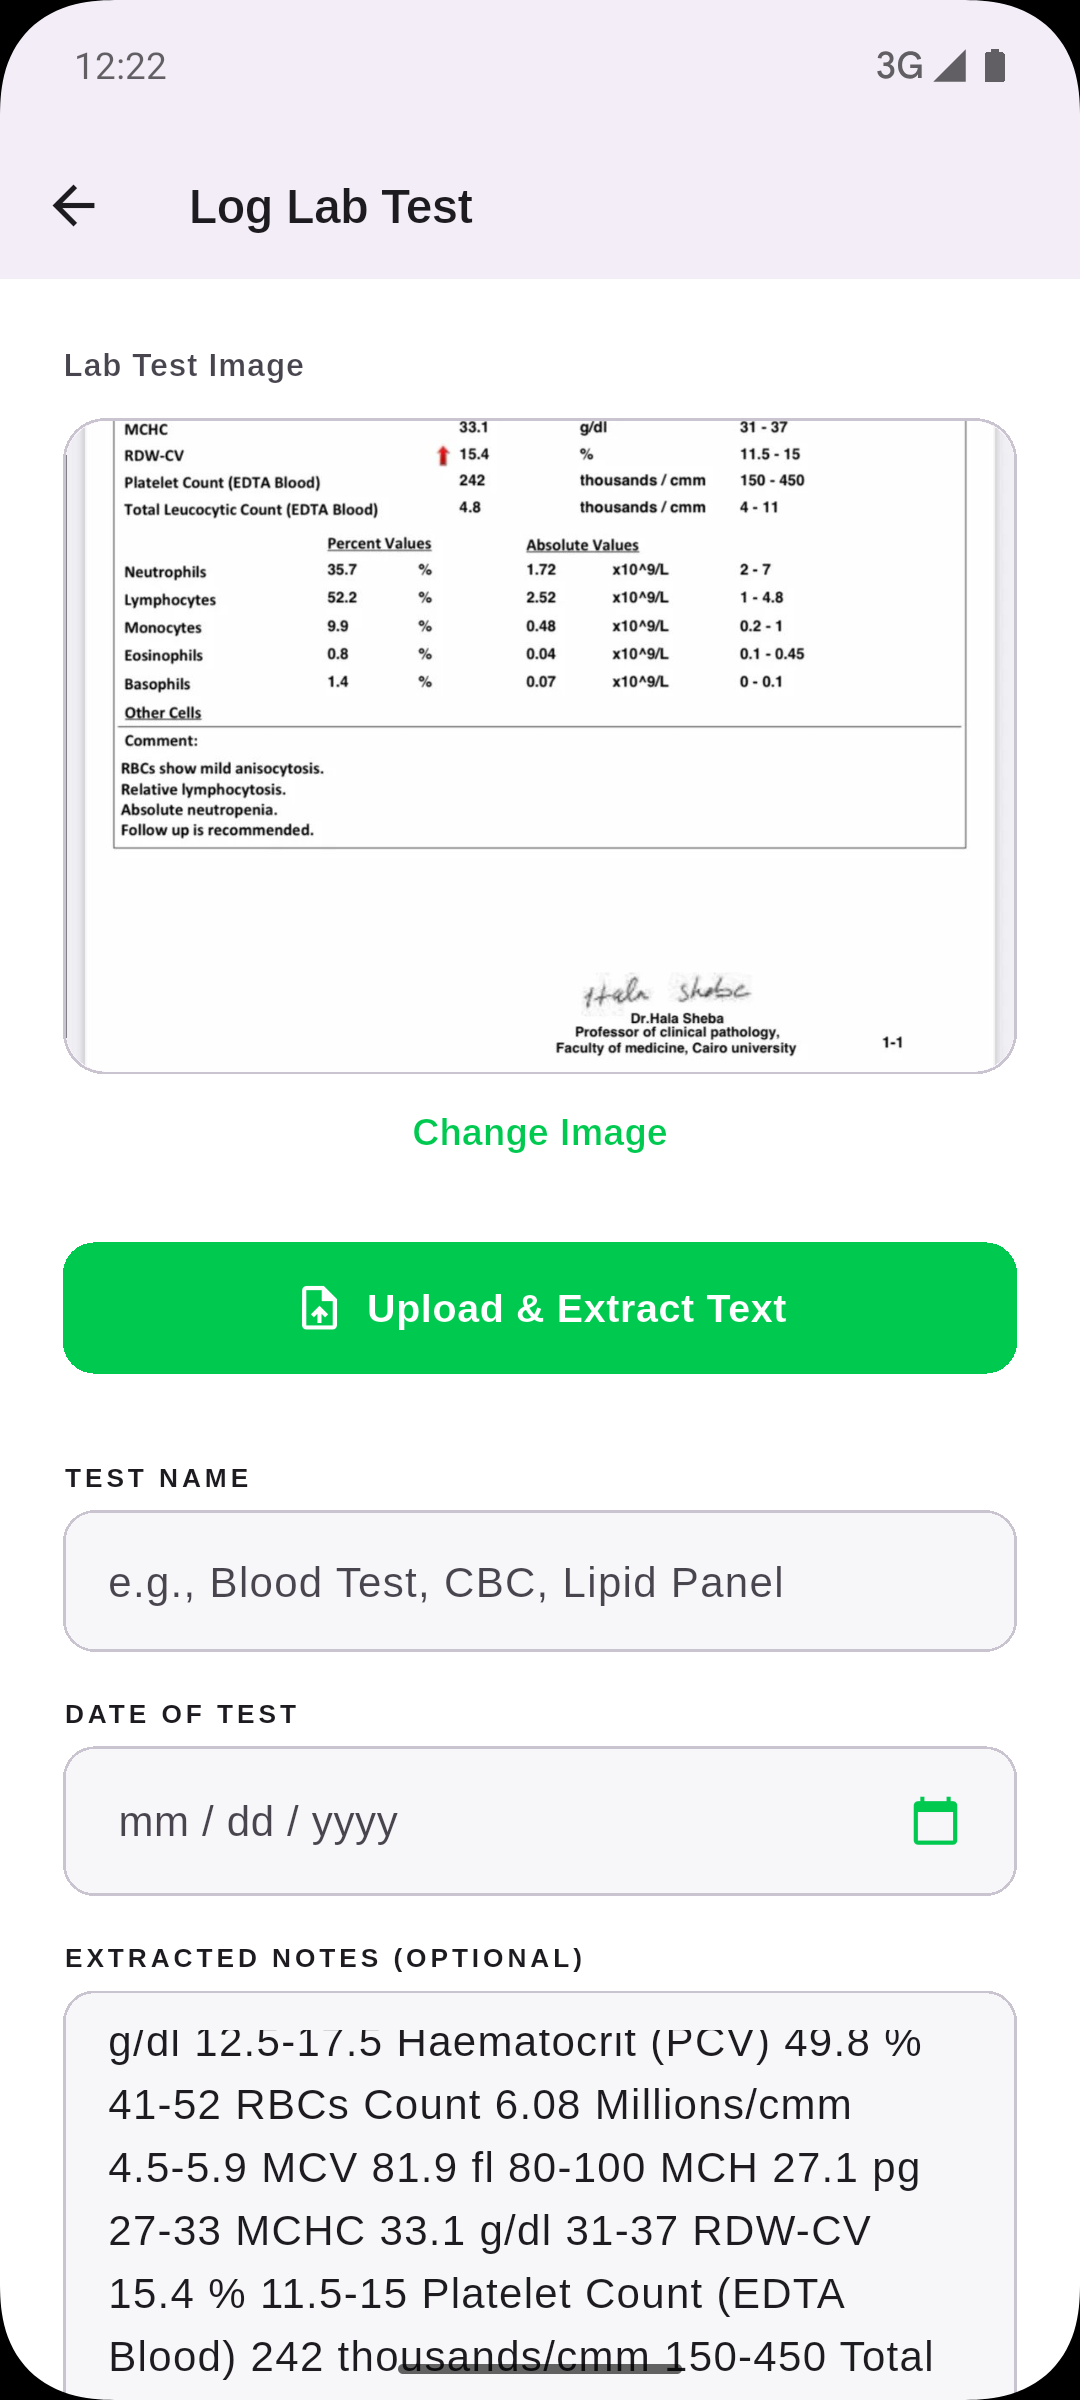 12:22
3G
Log Lab Test
Lab Test Image
MCHC 33.1 g/dl 31 - 37
RDW-CV 15.4 % 11.5 - 15
Platelet Count (EDTA Blood) 242 thousands / cmm 150 - 450
Total Leucocytic Count (EDTA Blood) 4.8 thousands / cmm 4 - 11
Percent Values Absolute Values
Neutrophils 35.7 % 1.72 x10^9/L 2 - 7
Lymphocytes 52.2 % 2.52 x10^9/L 1 - 4.8
Monocytes 9.9 % 0.48 x10^9/L 0.2 - 1
Eosinophils 0.8 % 0.04 x10^9/L 0.1 - 0.45
Basophils 1.4 % 0.07 x10^9/L 0 - 0.1
Other Cells
Comment:
RBCs show mild anisocytosis.
Relative lymphocytosis.
Absolute neutropenia.
Follow up is recommended.
Hala Sheba
Dr.Hala Sheba
Professor of clinical pathology,
Faculty of medicine, Cairo university 1-1
Change Image
Upload & Extract Text
TEST NAME
e.g., Blood Test, CBC, Lipid Panel
DATE OF TEST
mm / dd / yyyy
EXTRACTED NOTES (OPTIONAL)
g/dl 12.5-17.5 Haematocrit (PCV) 49.8 %
41-52 RBCs Count 6.08 Millions/cmm
4.5-5.9 MCV 81.9 fl 80-100 MCH 27.1 pg
27-33 MCHC 33.1 g/dl 31-37 RDW-CV
15.4 % 11.5-15 Platelet Count (EDTA
Blood) 242 thousands/cmm 150-450 Total